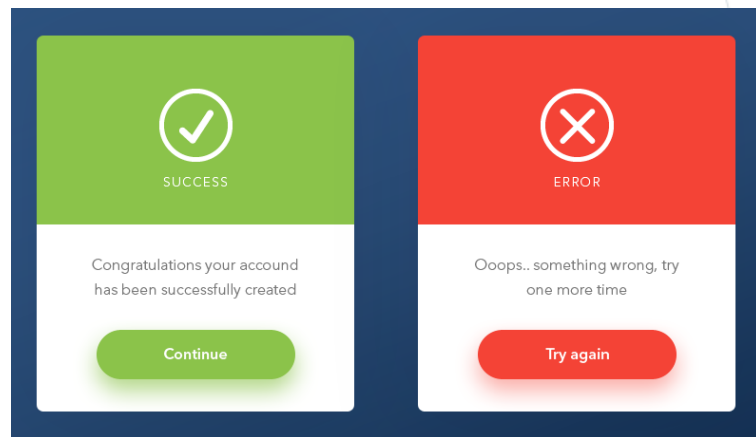 SUCCESS
Congratulations your accound
has been successfully created
Continue
ERROR
Ooops.. something wrong, try
one more time
Try again